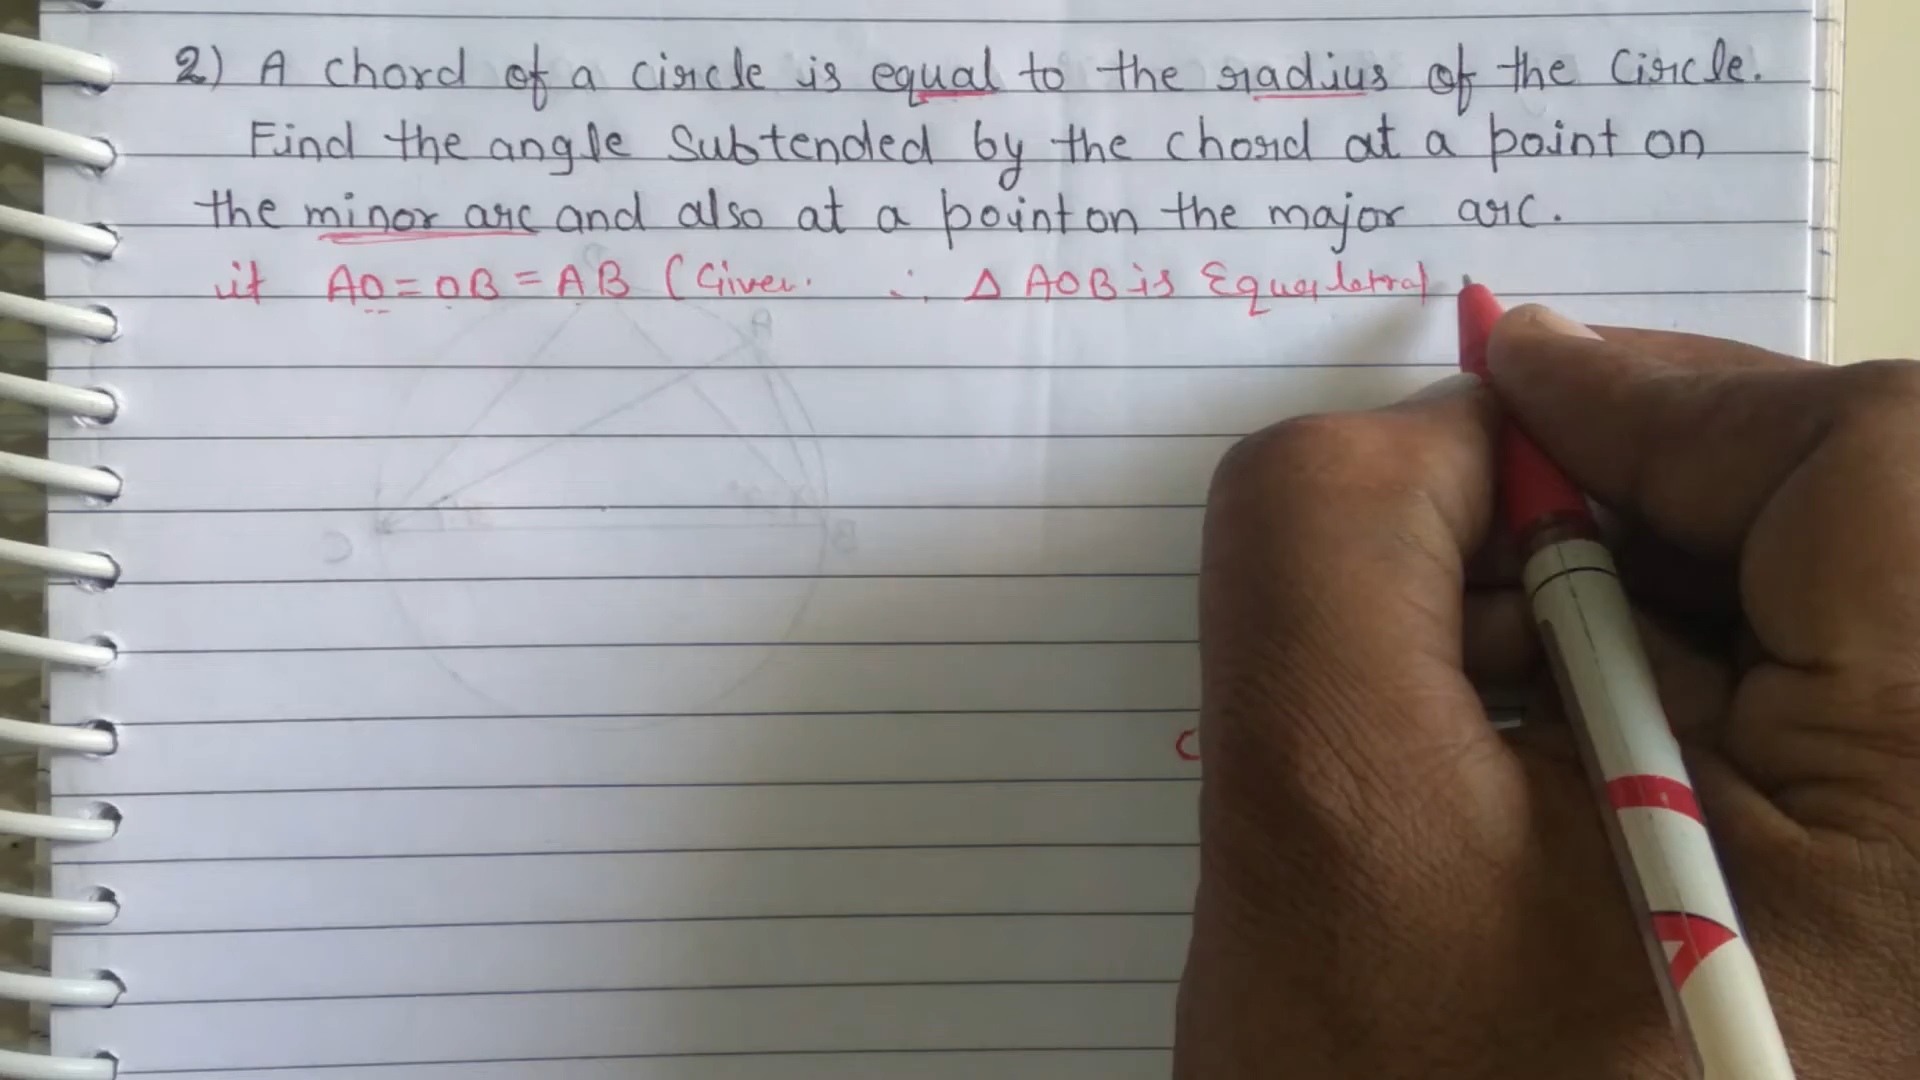 2) A chord of a circle is equal to the radius of the Circle.
Find the angle Subtended by the chord at a point on
the minor arc and also at a point on the major arc.
it AO = OB = AB (Given. ∴ Δ AOB is Equalatral
C